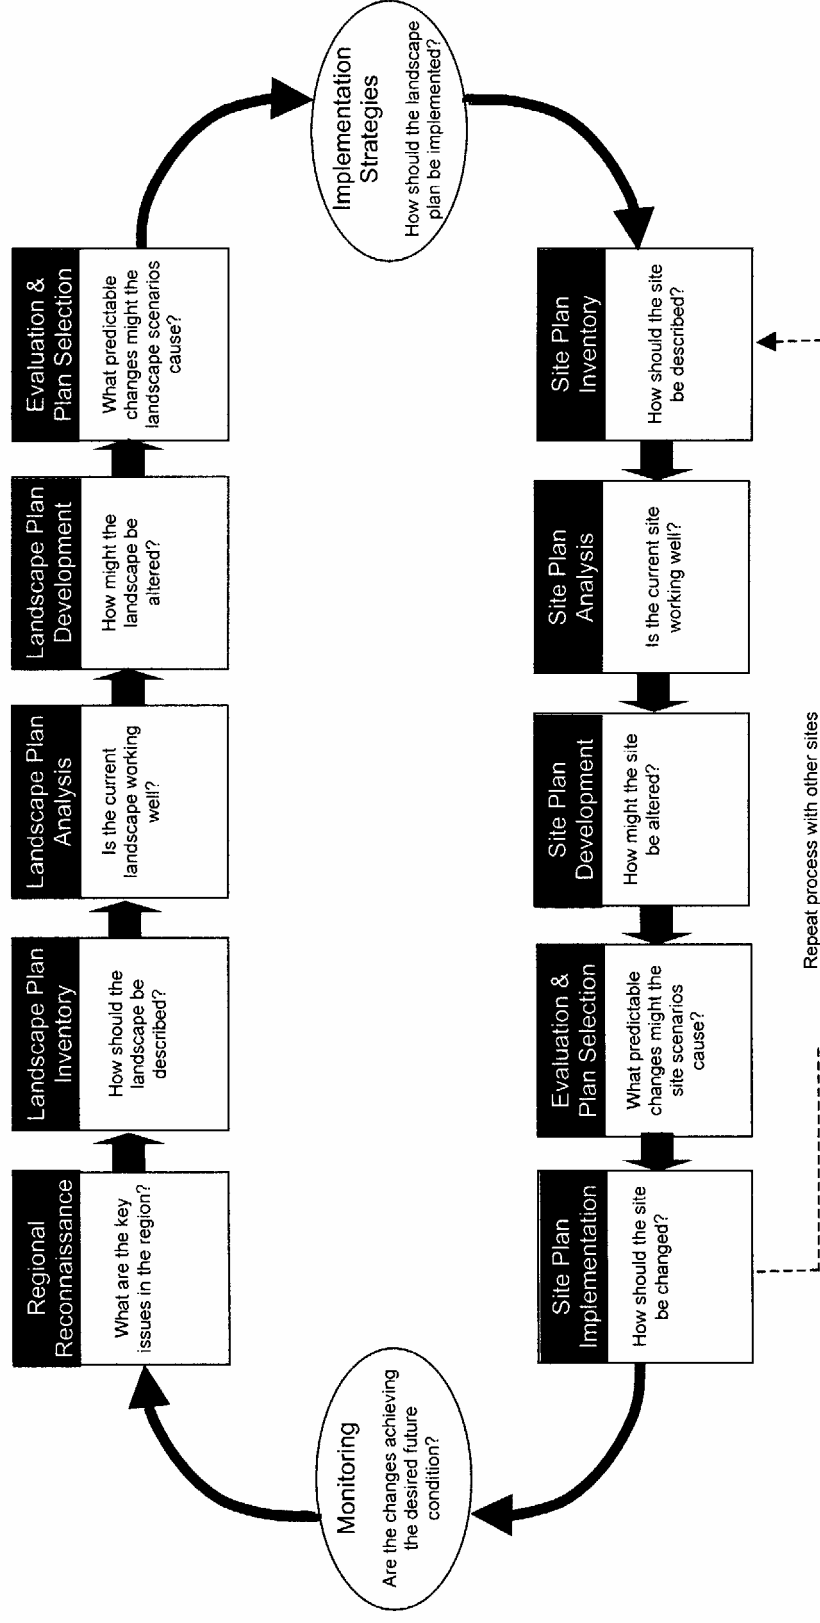 Regional
Reconnaissance
What are the key
issues in the region?
Landscape Plan
Inventory
How should the
landscape be
described?
Landscape Plan
Analysis
Is the current
landscape working
well?
Landscape Plan
Development
How might the
landscape be
altered?
Evaluation &
Plan Selection
What predictable
changes might the
landscape scenarios
cause?
Implementation
Strategies
How should the landscape
plan be implemented?
Site Plan
Inventory
How should the site
be described?
Site Plan
Analysis
Is the current site
working well?
Site Plan
Development
How might the site
be altered?
Evaluation &
Plan Selection
What predictable
changes might the
site scenarios
cause?
Site Plan
Implementation
How should the site
be changed?
Monitoring
Are the changes achieving
the desired future
condition?
Repeat process with other sites